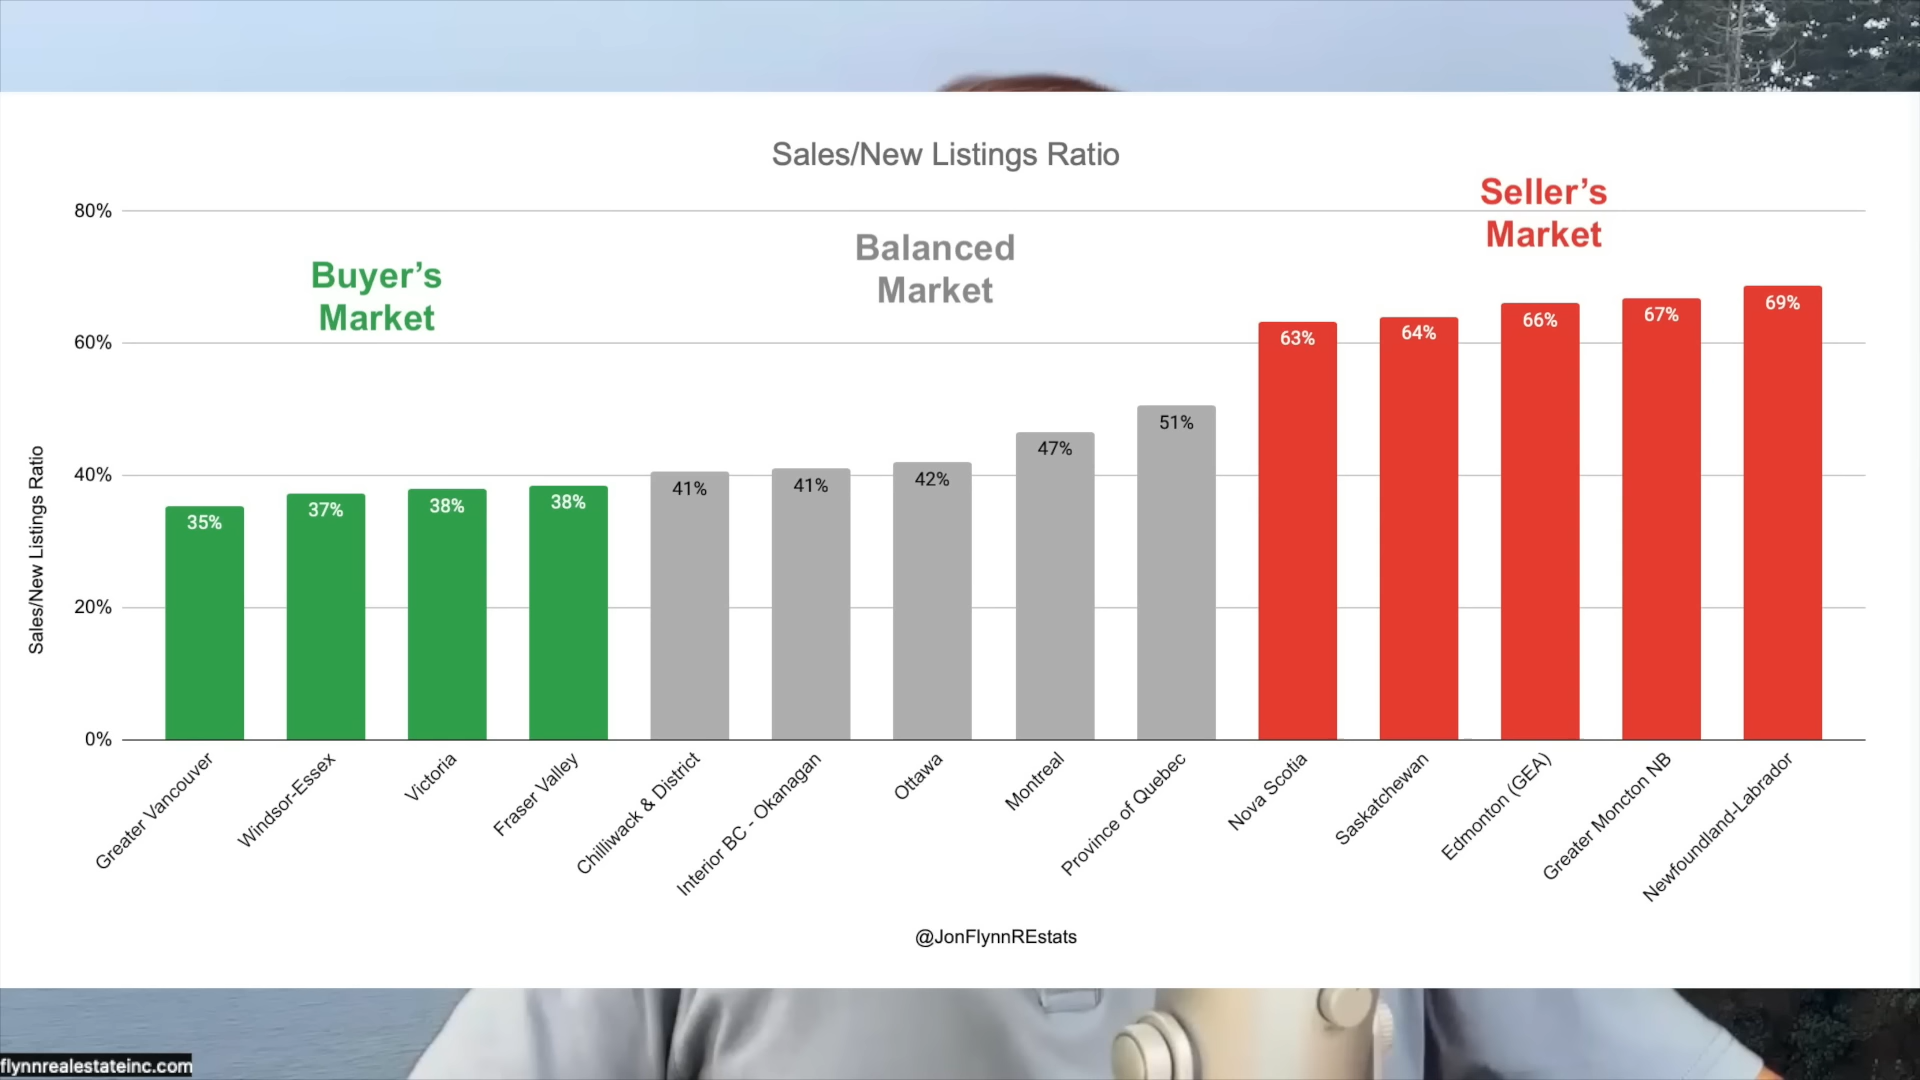 Sales/New Listings Ratio
Seller’s
Market
Balanced
Market
Buyer’s
Market
Sales/New Listings Ratio
80%
60%
40%
20%
0%
35%
37%
38%
38%
41%
41%
42%
47%
51%
63%
64%
66%
67%
69%
Greater Vancouver
Windsor-Essex
Victoria
Fraser Valley
Chilliwack & District
Interior BC - Okanagan
Ottawa
Montreal
Province of Quebec
Nova Scotia
Saskatchewan
Edmonton (GEA)
Greater Moncton NB
Newfoundland-Labrador
@JonFlynnREstats
flynnrealestateinc.com